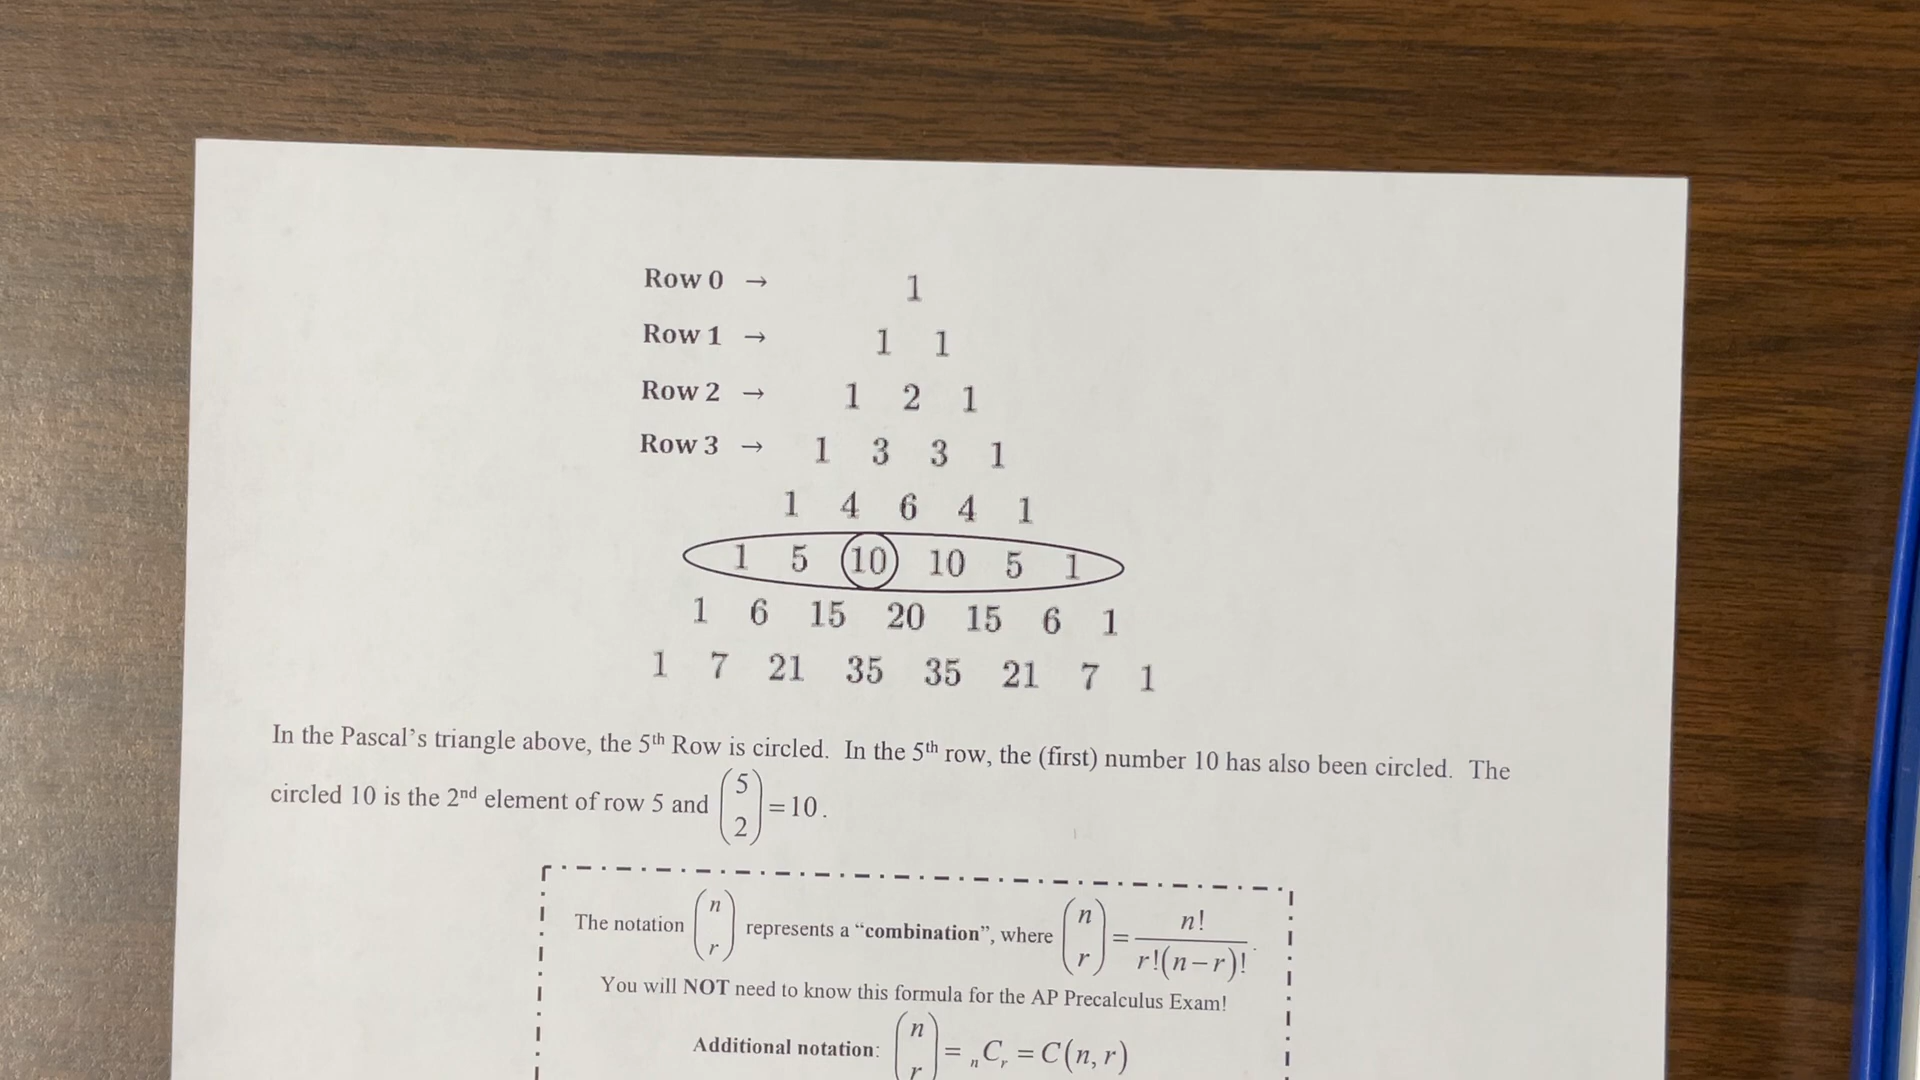 Row 0 → 1
Row 1 → 1 1
Row 2 → 1 2 1
Row 3 → 1 3 3 1
1 4 6 4 1
1 5 10 10 5 1
1 6 15 20 15 6 1
1 7 21 35 35 21 7 1
In the Pascal's triangle above, the 5th Row is circled. In the 5th row, the (first) number 10 has also been circled. The
circled 10 is the 2nd element of row 5 and (5 2) = 10.
The notation (n r) represents a “combination”, where (n r) = n! / r!(n−r)!.
You will NOT need to know this formula for the AP Precalculus Exam!
Additional notation: (n r) = nCr = C(n, r)